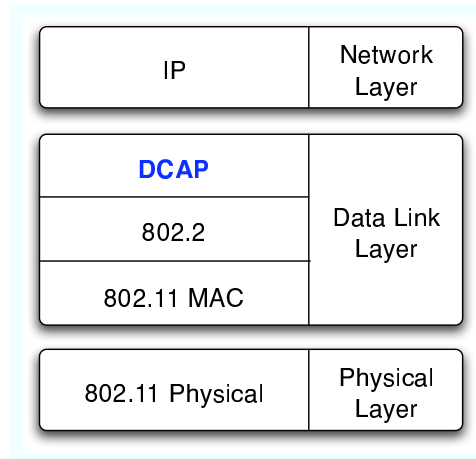 IP
Network
Layer
DCAP
802.2
802.11 MAC
Data Link
Layer
802.11 Physical
Physical
Layer